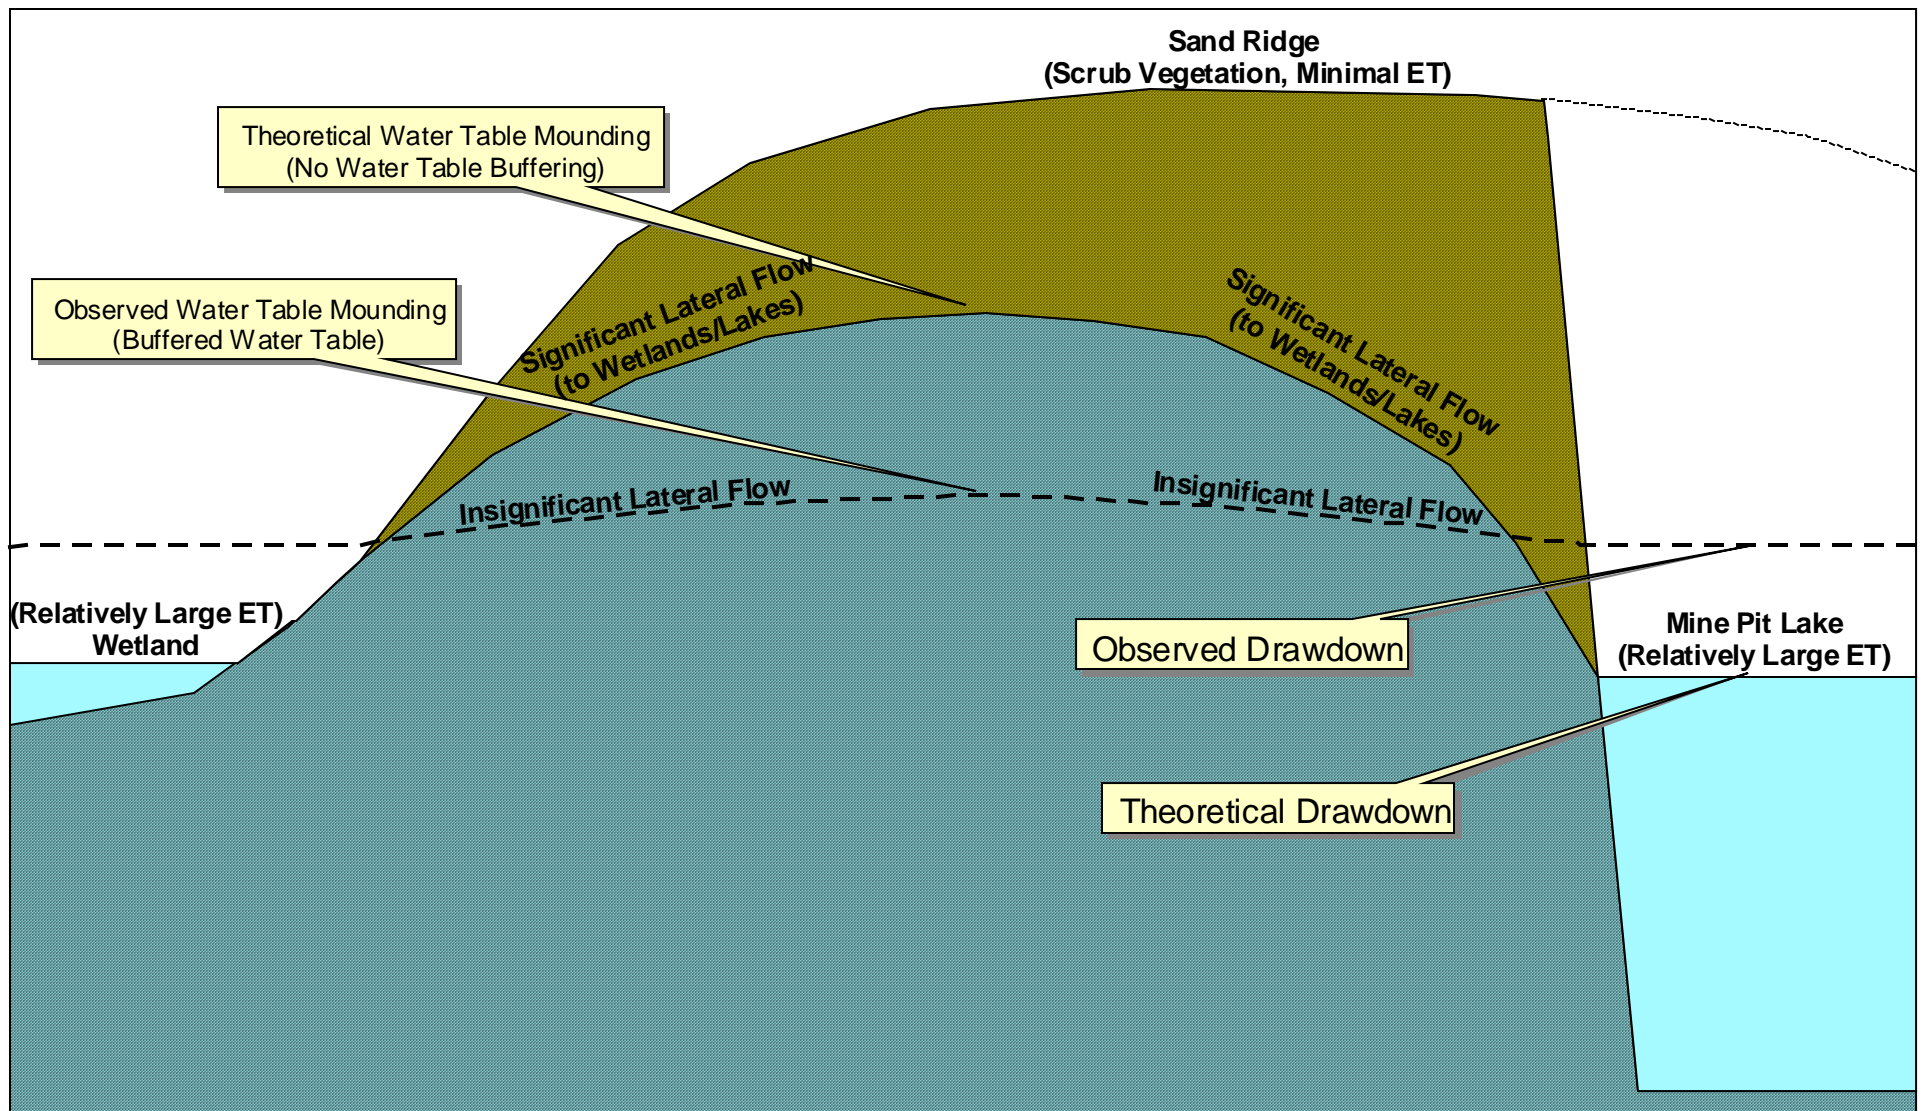 Sand Ridge
(Scrub Vegetation, Minimal ET)
Theoretical Water Table Mounding
(No Water Table Buffering)
Observed Water Table Mounding
(Buffered Water Table)
Significant Lateral Flow
(to Wetlands/Lakes)
Significant Lateral Flow
(to Wetlands/Lakes)
Insignificant Lateral Flow
Insignificant Lateral Flow
(Relatively Large ET)
Wetland
Observed Drawdown
Mine Pit Lake
(Relatively Large ET)
Theoretical Drawdown